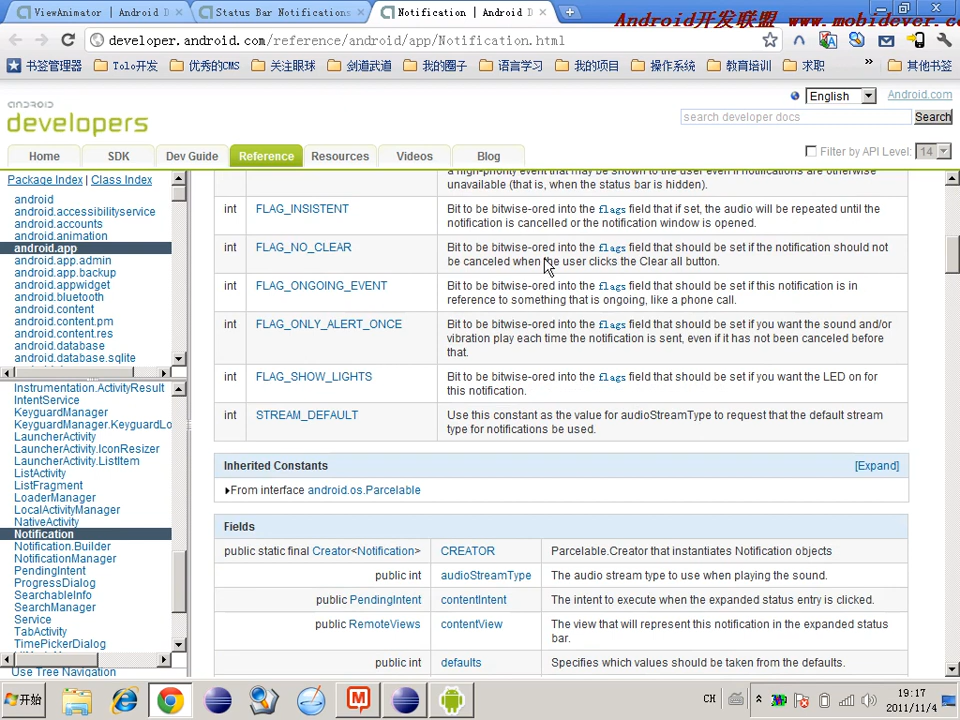 ViewAnimator | Android D
Status Bar Notifications
Notification | Android D
Android开发联盟 www.mobidever.co
developer.android.com/reference/android/app/Notification.html
书签管理器
Tolo开发
优秀的CMS
关注眼球
剑道武道
我的圈子
语言学习
我的项目
操作系统
教育培训
求职
»
其他书签
English
Android.com
android
developers
search developer docs
Search
Home
SDK
Dev Guide
Reference
Resources
Videos
Blog
Filter by API Level: 14
Package Index | Class Index
android
android.accessibilityservice
android.accounts
android.animation
android.app
android.app.admin
android.app.backup
android.appwidget
android.bluetooth
android.content
android.content.pm
android.content.res
android.database
android.database.sqlite
Instrumentation.ActivityResult
IntentService
KeyguardManager
KeyguardManager.KeyguardLo
LauncherActivity
LauncherActivity.IconResizer
LauncherActivity.ListItem
ListActivity
ListFragment
LoaderManager
LocalActivityManager
NativeActivity
Notification
Notification.Builder
NotificationManager
PendingIntent
ProgressDialog
SearchableInfo
SearchManager
Service
TabActivity
TimePickerDialog
Use Tree Navigation
a high-priority event that may be shown to the user even if notifications are otherwise
unavailable (that is, when the status bar is hidden).
int FLAG_INSISTENT Bit to be bitwise-ored into the flags field that if set, the audio will be repeated until the
notification is cancelled or the notification window is opened.
int FLAG_NO_CLEAR Bit to be bitwise-ored into the flags field that should be set if the notification should not
be canceled when the user clicks the Clear all button.
int FLAG_ONGOING_EVENT Bit to be bitwise-ored into the flags field that should be set if this notification is in
reference to something that is ongoing, like a phone call.
int FLAG_ONLY_ALERT_ONCE Bit to be bitwise-ored into the flags field that should be set if you want the sound and/or
vibration play each time the notification is sent, even if it has not been canceled before
that.
int FLAG_SHOW_LIGHTS Bit to be bitwise-ored into the flags field that should be set if you want the LED on for
this notification.
int STREAM_DEFAULT Use this constant as the value for audioStreamType to request that the default stream
type for notifications be used.
Inherited Constants [Expand]
From interface android.os.Parcelable
Fields
public static final Creator<Notification> CREATOR Parcelable.Creator that instantiates Notification objects
public int audioStreamType The audio stream type to use when playing the sound.
public PendingIntent contentIntent The intent to execute when the expanded status entry is clicked.
public RemoteViews contentView The view that will represent this notification in the expanded status
bar.
public int defaults Specifies which values should be taken from the defaults.
开始
CH
19:17
2011/11/4